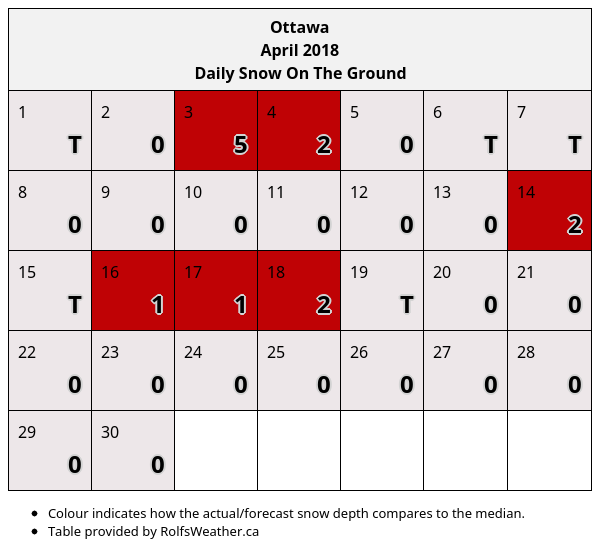 Ottawa
April 2018
Daily Snow On The Ground
1 2 3 4 5 6 7
T 0 5 2 0 T T
8 9 10 11 12 13 14
0 0 0 0 0 0 2
15 16 17 18 19 20 21
T 1 1 2 T 0 0
22 23 24 25 26 27 28
0 0 0 0 0 0 0
29 30
0 0
• Colour indicates how the actual/forecast snow depth compares to the median.
• Table provided by RolfsWeather.ca